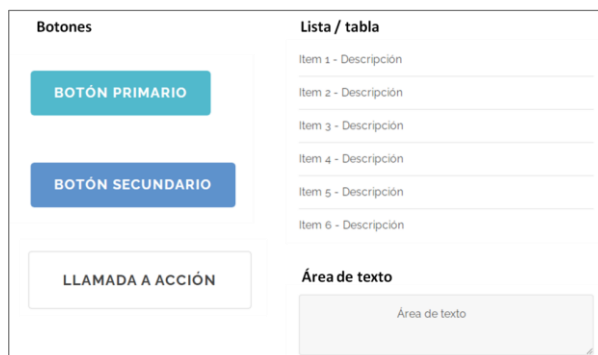 Botones
BOTÓN PRIMARIO
BOTÓN SECUNDARIO
LLAMADA A ACCIÓN
Lista / tabla
Item 1 - Descripción
Item 2 - Descripción
Item 3 - Descripción
Item 4 - Descripción
Item 5 - Descripción
Item 6 - Descripción
Área de texto
Área de texto